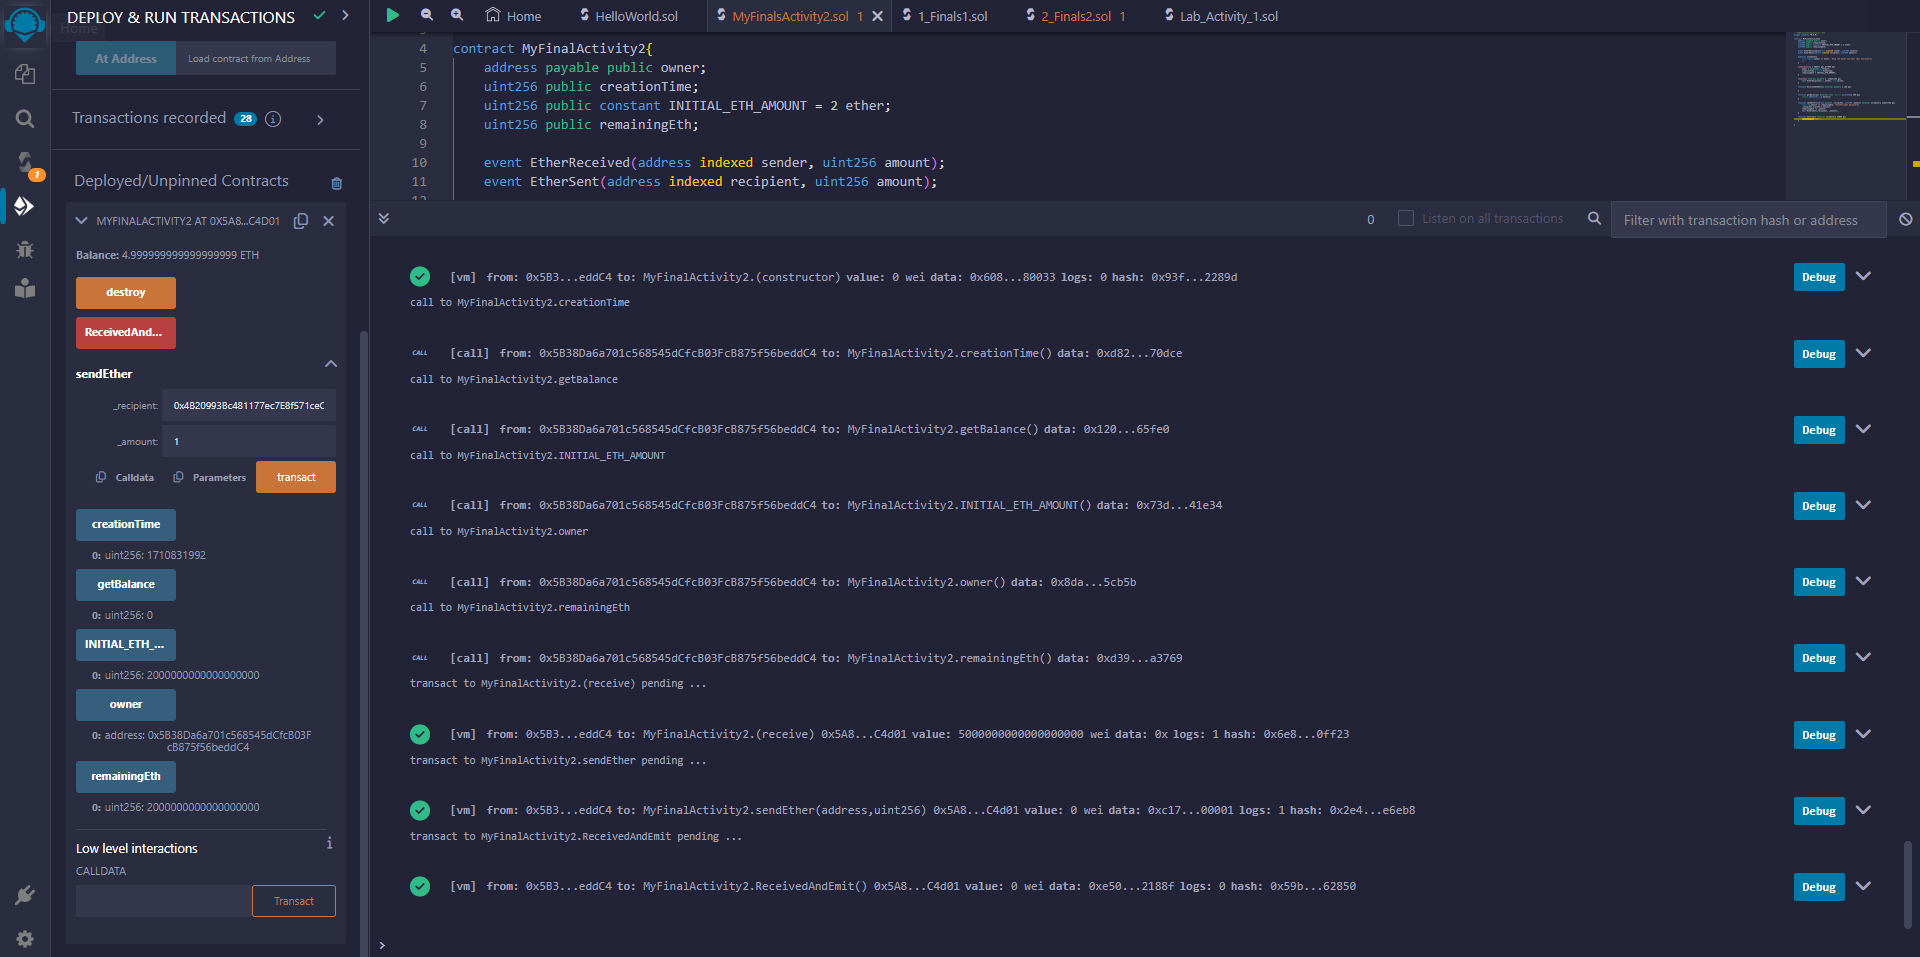 DEPLOY & RUN TRANSACTIONS
Home
At Address
Load contract from Address
Transactions recorded 28
1
Deployed/Unpinned Contracts
MYFINALACTIVITY2 AT 0X5A8...C4D01
Balance: 4.999999999999999999 ETH
destroy
ReceivedAnd...
sendEther
_recipient: 0x4B20993Bc481177ec7E8f571ceC
_amount: 1
Calldata Parameters transact
creationTime
0: uint256: 1710831992
getBalance
0: uint256: 0
INITIAL_ETH_...
0: uint256: 2000000000000000000
owner
0: address: 0x5B38Da6a701c568545dCfcB03F
cB875f56beddC4
remainingEth
0: uint256: 2000000000000000000
Low level interactions
CALLDATA
Transact
Home HelloWorld.sol MyFinalsActivity2.sol 1 1_Finals1.sol 2_Finals2.sol 1 Lab_Activity_1.sol
4 contract MyFinalActivity2{
5 address payable public owner;
6 uint256 public creationTime;
7 uint256 public constant INITIAL_ETH_AMOUNT = 2 ether;
8 uint256 public remainingEth;
9
10 event EtherReceived(address indexed sender, uint256 amount);
11 event EtherSent(address indexed recipient, uint256 amount);
0 Listen on all transactions Filter with transaction hash or address
[vm] from: 0x5B3...eddC4 to: MyFinalActivity2.(constructor) value: 0 wei data: 0x608...80033 logs: 0 hash: 0x93f...2289d Debug
call to MyFinalActivity2.creationTime
CALL [call] from: 0x5B38Da6a701c568545dCfcB03FcB875f56beddC4 to: MyFinalActivity2.creationTime() data: 0xd82...70dce Debug
call to MyFinalActivity2.getBalance
CALL [call] from: 0x5B38Da6a701c568545dCfcB03FcB875f56beddC4 to: MyFinalActivity2.getBalance() data: 0x120...65fe0 Debug
call to MyFinalActivity2.INITIAL_ETH_AMOUNT
CALL [call] from: 0x5B38Da6a701c568545dCfcB03FcB875f56beddC4 to: MyFinalActivity2.INITIAL_ETH_AMOUNT() data: 0x73d...41e34 Debug
call to MyFinalActivity2.owner
CALL [call] from: 0x5B38Da6a701c568545dCfcB03FcB875f56beddC4 to: MyFinalActivity2.owner() data: 0x8da...5cb5b Debug
call to MyFinalActivity2.remainingEth
CALL [call] from: 0x5B38Da6a701c568545dCfcB03FcB875f56beddC4 to: MyFinalActivity2.remainingEth() data: 0xd39...a3769 Debug
transact to MyFinalActivity2.(receive) pending ...
[vm] from: 0x5B3...eddC4 to: MyFinalActivity2.(receive) 0x5A8...C4d01 value: 5000000000000000000 wei data: 0x logs: 1 hash: 0x6e8...0ff23 Debug
transact to MyFinalActivity2.sendEther pending ...
[vm] from: 0x5B3...eddC4 to: MyFinalActivity2.sendEther(address,uint256) 0x5A8...C4d01 value: 0 wei data: 0xc17...00001 logs: 1 hash: 0x2e4...e6eb8 Debug
transact to MyFinalActivity2.ReceivedAndEmit pending ...
[vm] from: 0x5B3...eddC4 to: MyFinalActivity2.ReceivedAndEmit() 0x5A8...C4d01 value: 0 wei data: 0xe50...2188f logs: 0 hash: 0x59b...62850 Debug
>